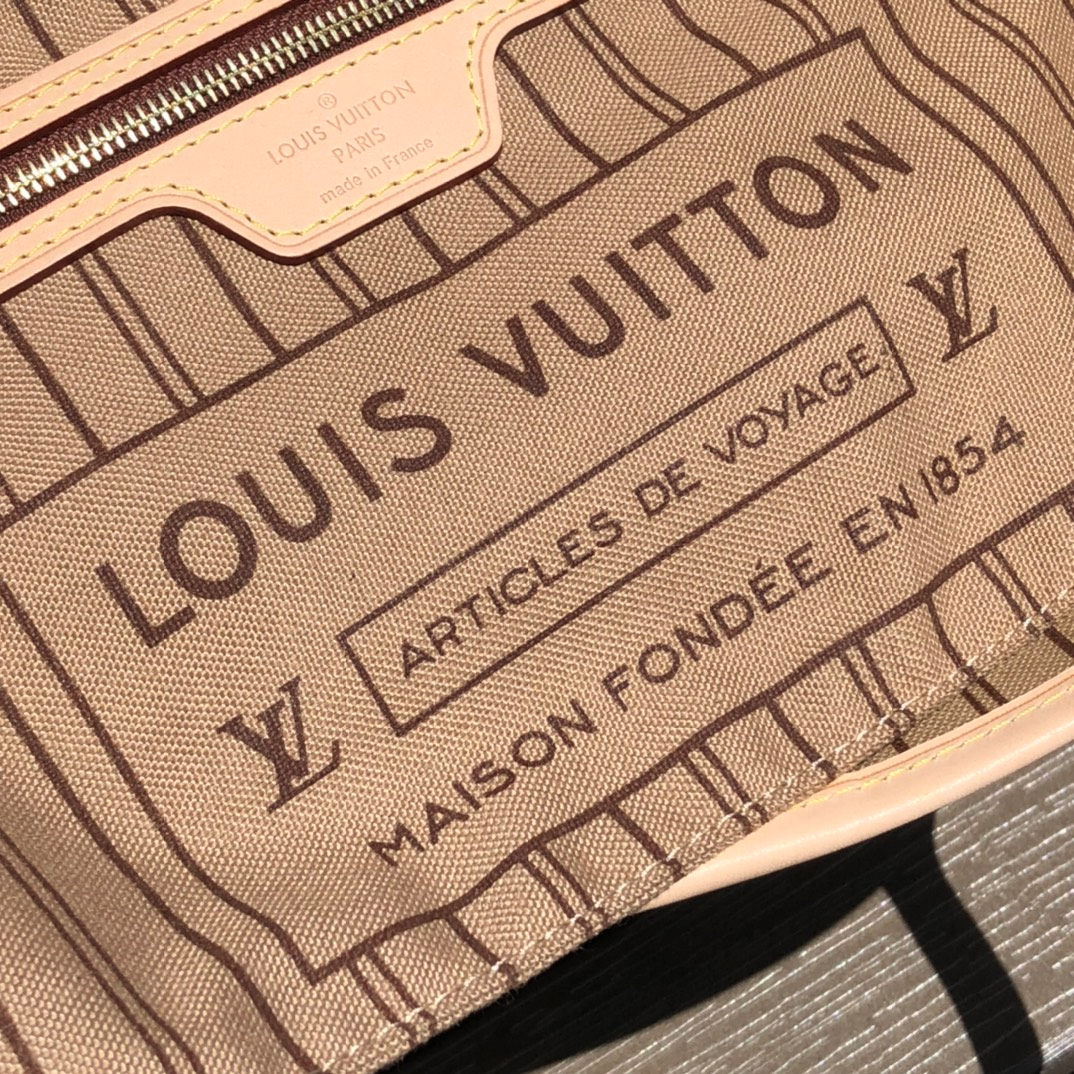 ®
LOUIS VUITTON
PARIS
made in France
LOUIS VUITTON
ARTICLES DE VOYAGE
LV
LV
MAISON FONDÉE EN 1854